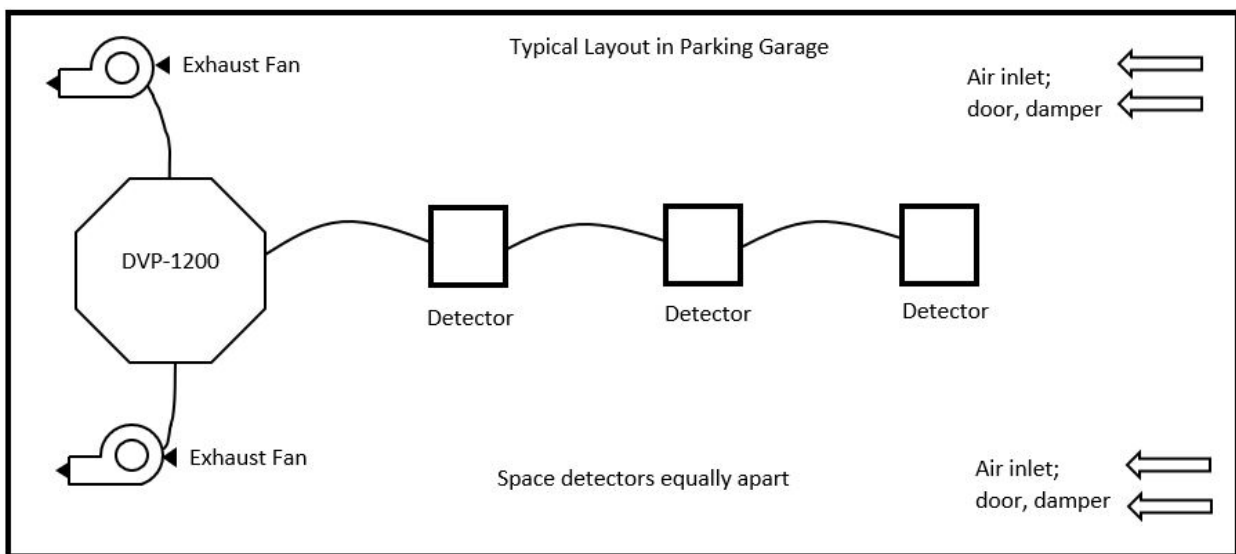 Typical Layout in Parking Garage
Exhaust Fan
Air inlet;
door, damper
DVP-1200
Detector
Detector
Detector
Exhaust Fan
Space detectors equally apart
Air inlet;
door, damper